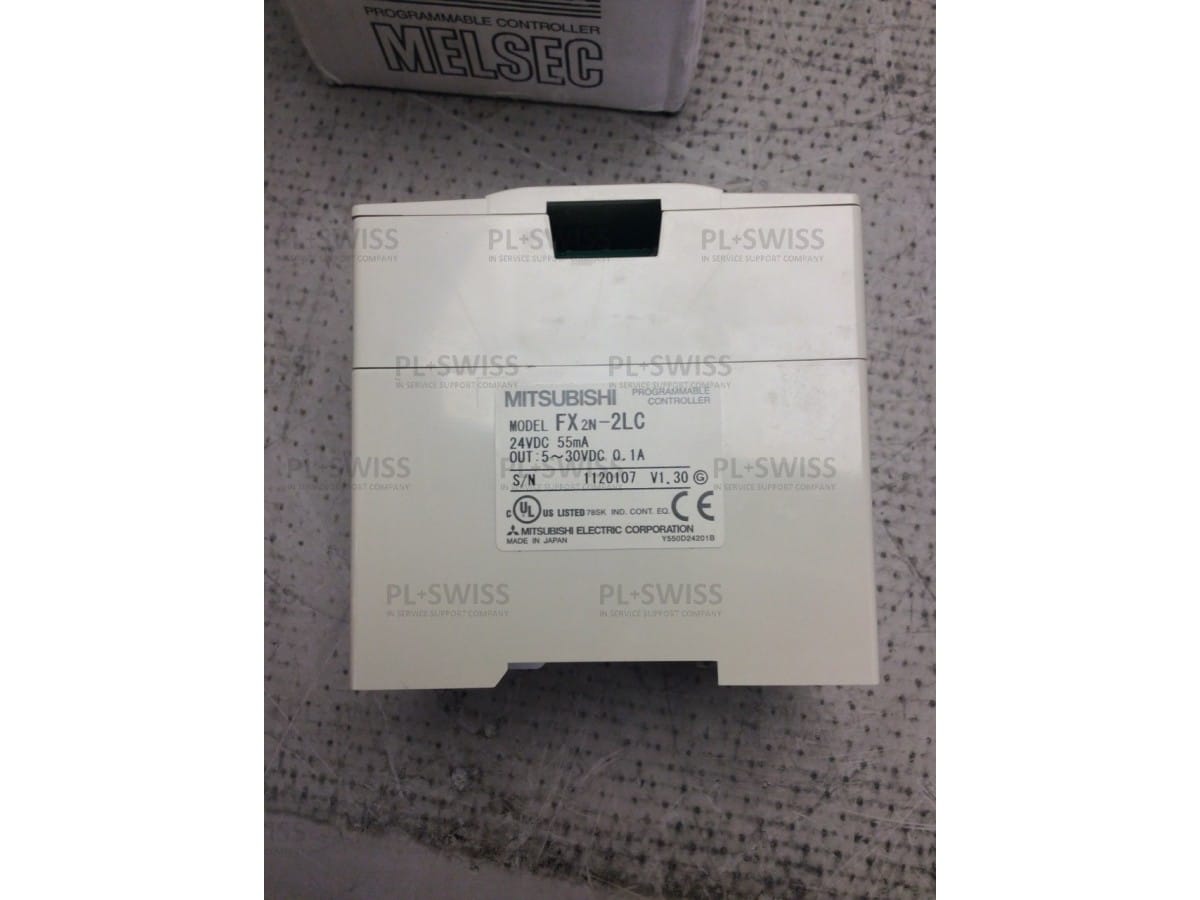 PROGRAMMABLE CONTROLLER
MELSEC
PL+SWISS PL+SWISS PL+SWISS
IN SERVICE SUPPORT COMPANY IN SERVICE SUPPORT COMPANY IN SERVICE SUPPORT COMPANY
PL+SWISS PL+SWISS
IN SERVICE SUPPORT COMPANY IN SERVICE SUPPORT COMPANY
MITSUBISHI PROGRAMMABLE
CONTROLLER
MODEL FX2N-2LC
24VDC 55mA
OUT:5~30VDC 0.1A
PL+SWISS PL+SWISS PL+SWISS
IN SERVICE SUPPORT COMPANY IN SERVICE SUPPORT COMPANY IN SERVICE SUPPORT COMPANY
S/N 1120107 V1.30 G
C UL US LISTED 78SK IND. CONT. EQ. CE
MITSUBISHI ELECTRIC CORPORATION
MADE IN JAPAN Y550D24201B
PL+SWISS PL+SWISS
IN SERVICE SUPPORT COMPANY IN SERVICE SUPPORT COMPANY